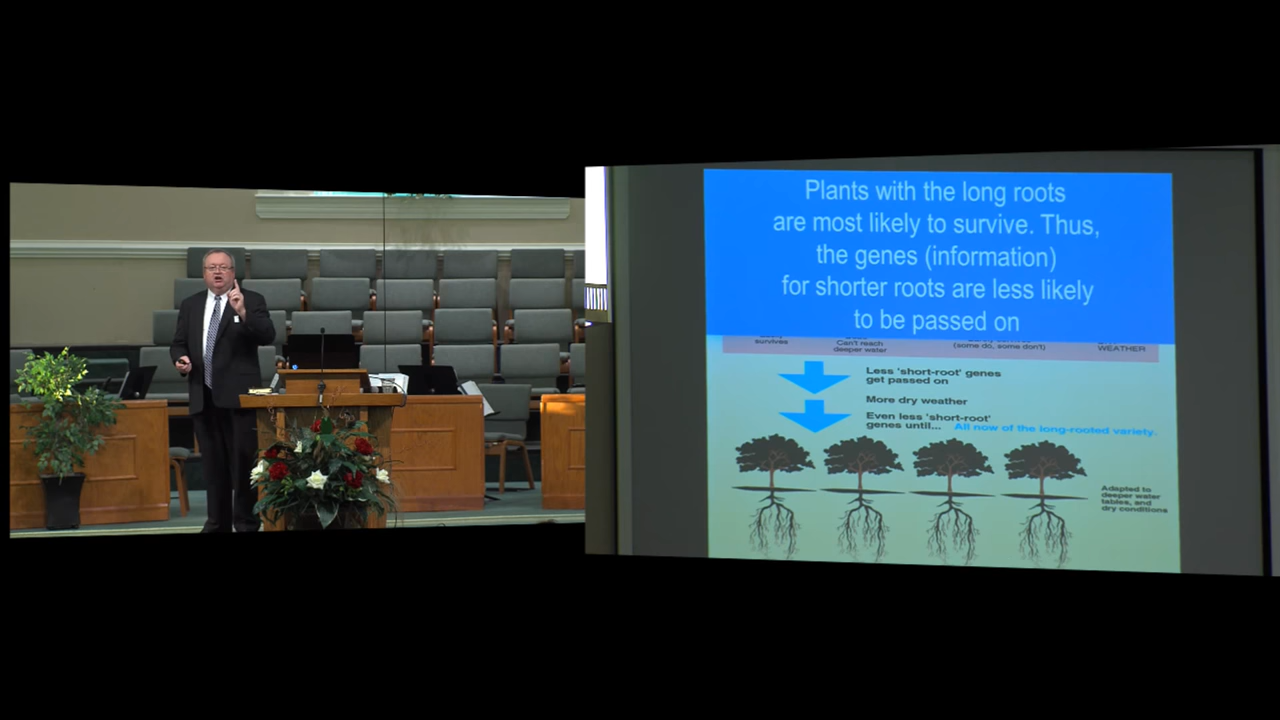 Plants with the long roots
are most likely to survive. Thus,
the genes (information)
for shorter roots are less likely
to be passed on
survives
Can't reach
deeper water
(some do, some don't)
WEATHER
Less 'short-root' genes
get passed on
More dry weather
Even less 'short-root'
genes until... All now of the long-rooted variety.
Adapted to
deeper water
tables, and
dry conditions